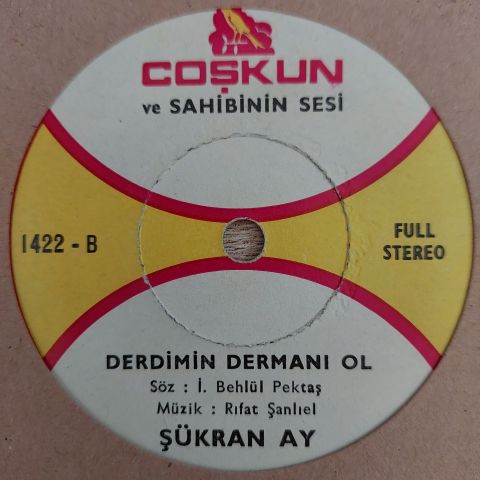 COŞKUN
ve SAHİBİNİN SESİ
1422 - B
FULL
STEREO
DERDİMİN DERMANI OL
Söz : İ. Behlül Pektaş
Müzik : Rıfat Şanlıel
ŞÜKRAN AY